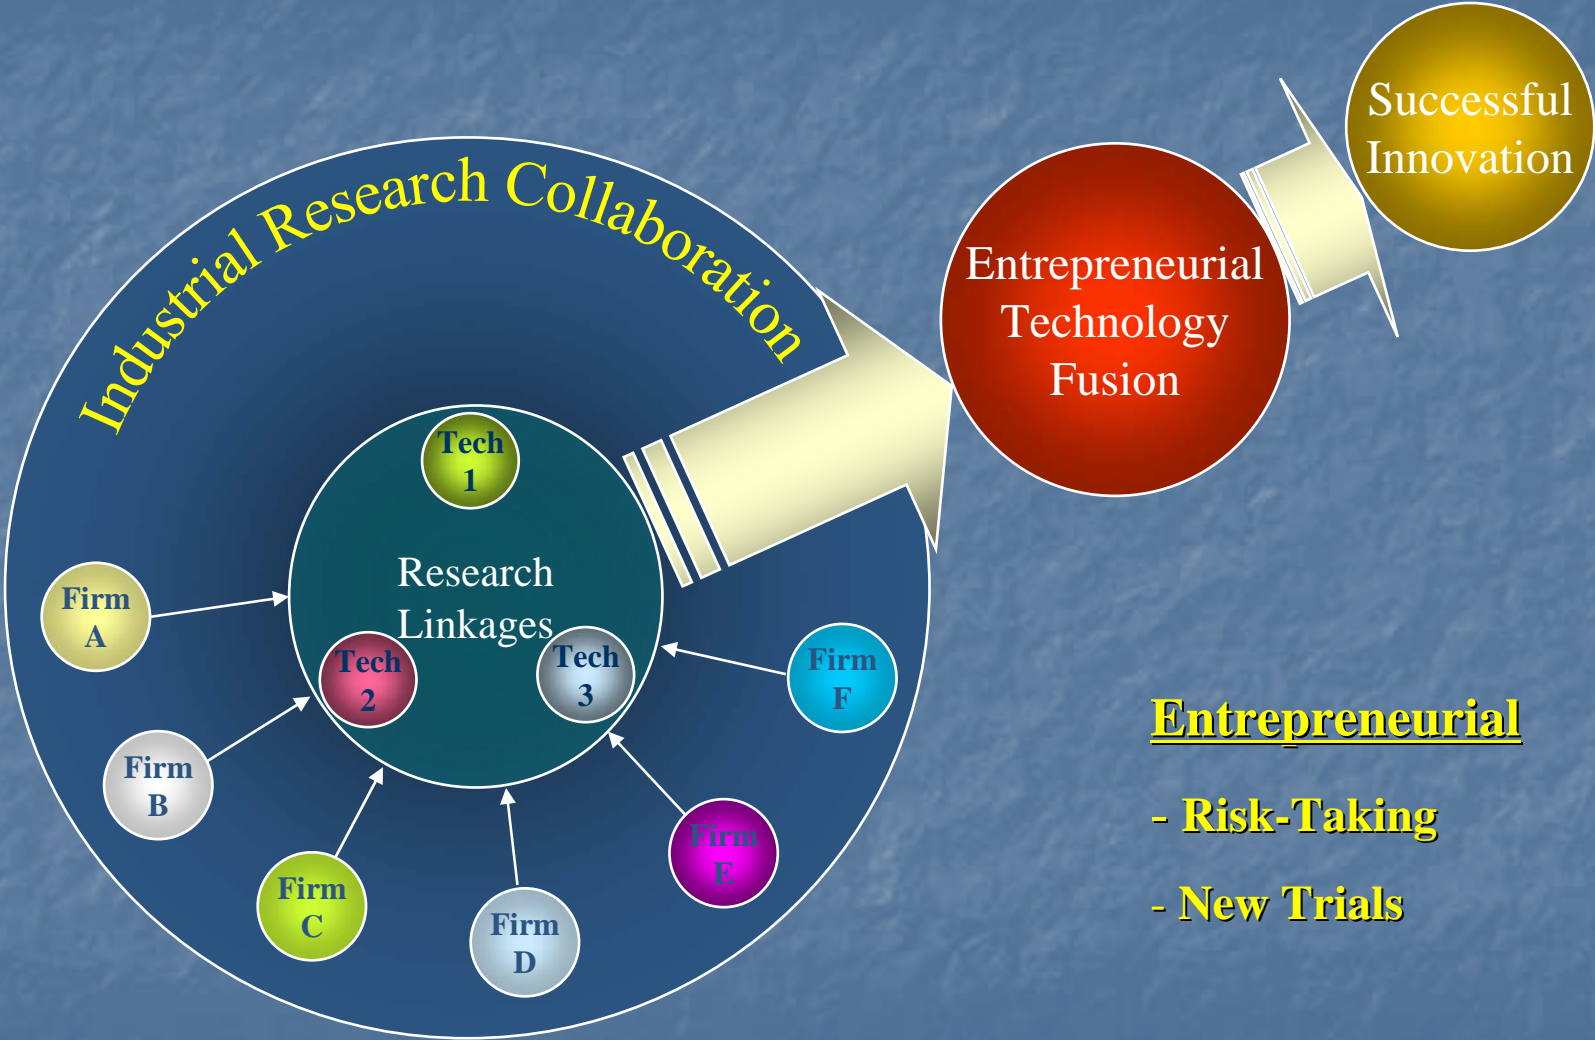 Successful
Innovation
Industrial Research Collaboration
Entrepreneurial
Technology
Fusion
Tech
1
Research
Linkages
Tech
2
Tech
3
Firm
A
Firm
B
Firm
C
Firm
D
Firm
E
Firm
F
Entrepreneurial
- Risk-Taking
- New Trials